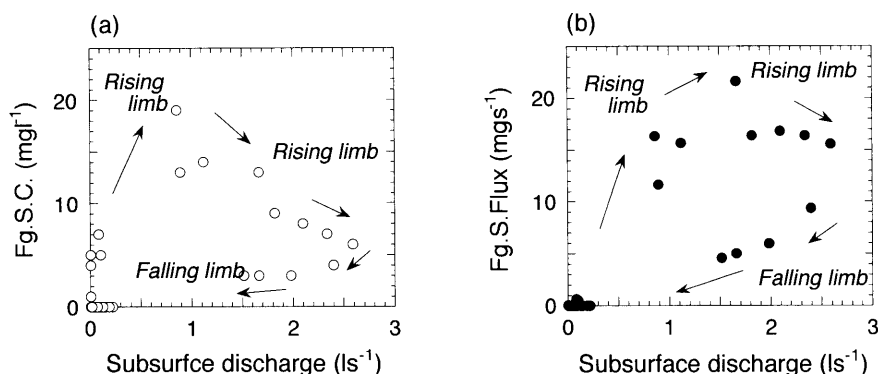 (a)
Fg.S.C. (mgl⁻¹)
20
10
0
0
1
2
3
Rising
limb
Rising limb
Falling limb
Subsurfce discharge (ls⁻¹)
(b)
Fg.S.Flux (mgs⁻¹)
20
10
0
0
1
2
3
Rising
limb
Rising limb
Falling limb
Subsurface discharge (ls⁻¹)